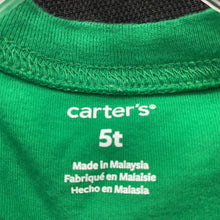 carter's®
5t
Made in Malaysia
Fabriqué en Malaisie
Hecho en Malasia